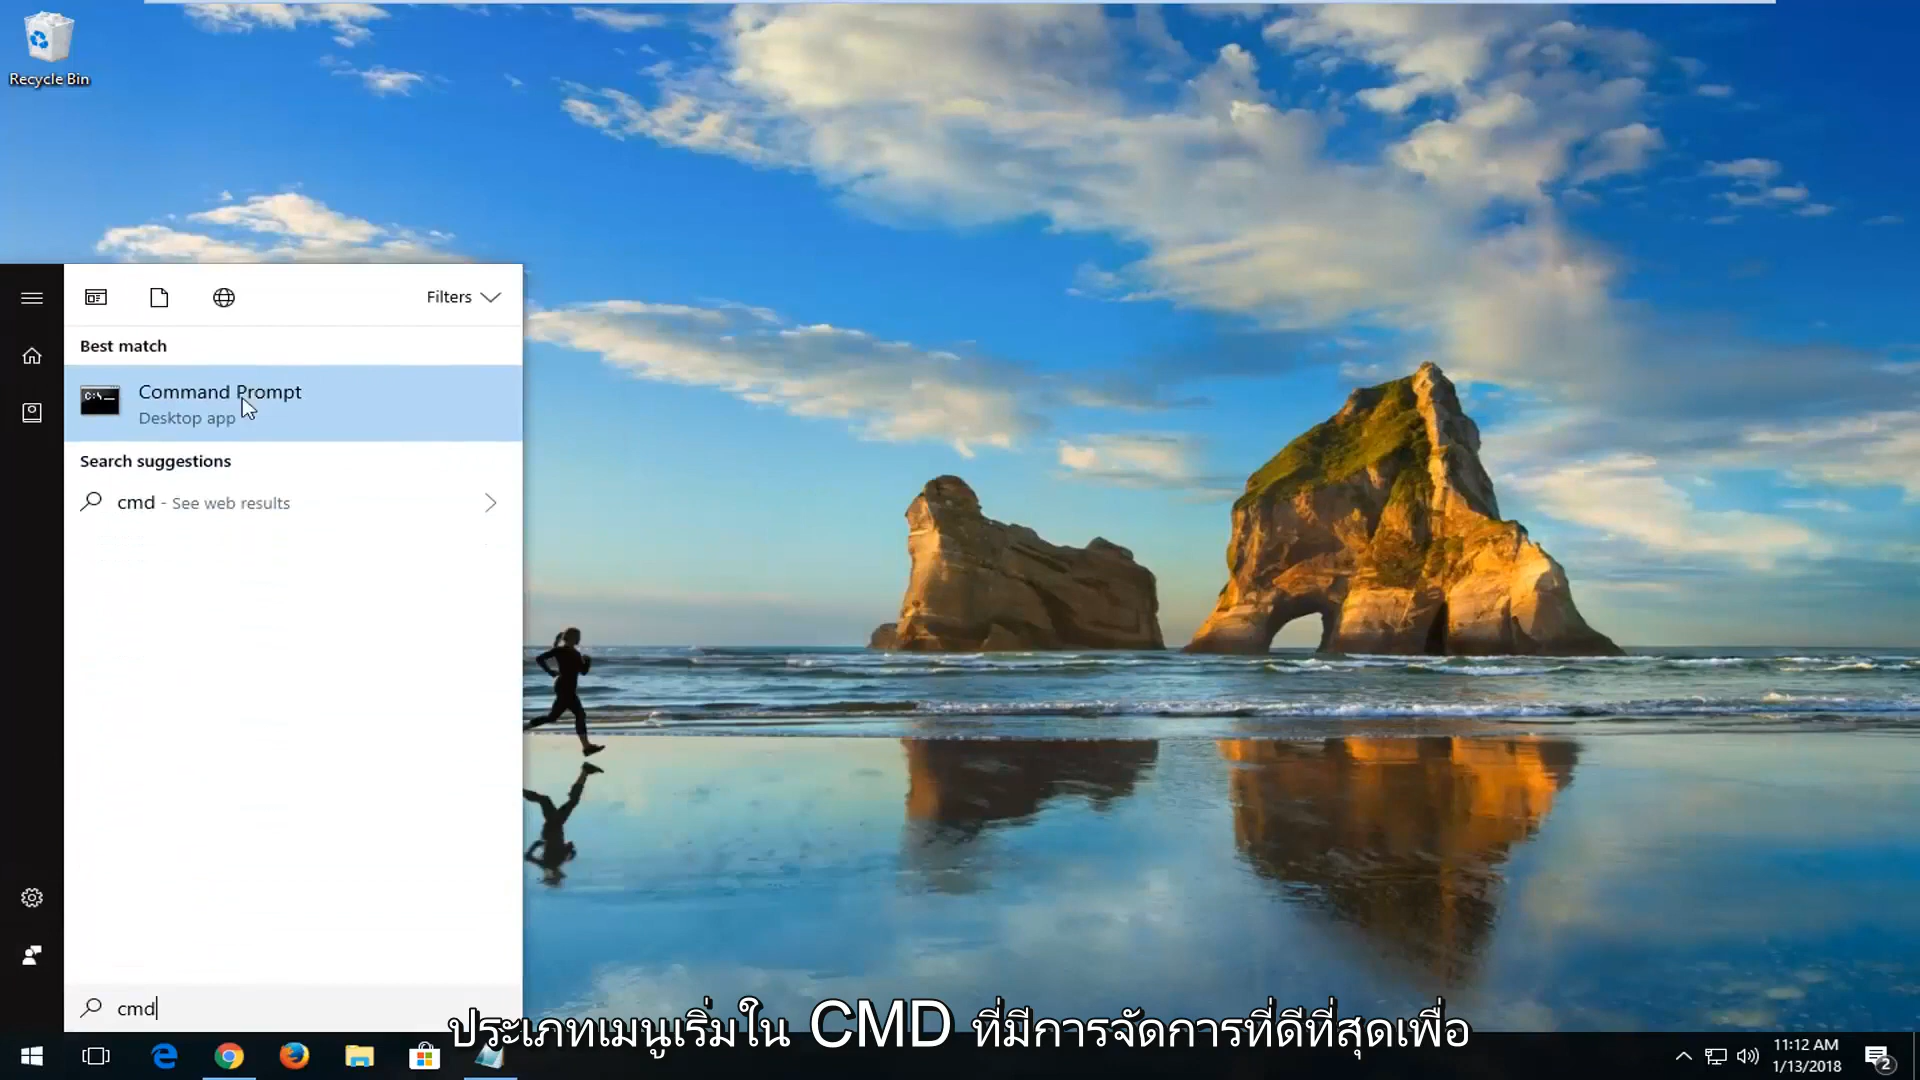 Recycle Bin
Filters
Best match
Command Prompt
Desktop app
Search suggestions
cmd - See web results
cmd
ประเภทเมนูเริ่มใน CMD ที่มีการจัดการที่ดีที่สุดเพื่อ
11:12 AM
1/13/2018
2